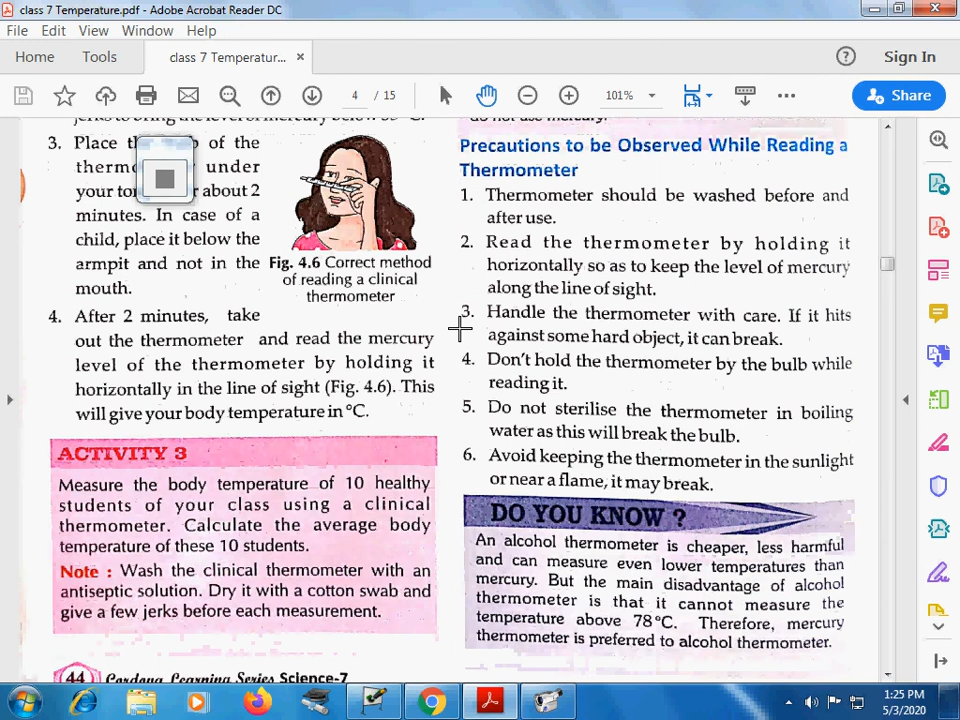 class 7 Temperature.pdf - Adobe Acrobat Reader DC
File Edit View Window Help
Home Tools class 7 Temperatur... ×
Sign In
4 / 15
101%
Share
3. Place the of the
under
your about 2
minutes. In case of a
child, place it below the
armpit and not in the
mouth.
Fig. 4.6 Correct method
of reading a clinical
thermometer
4. After 2 minutes, take
out the thermometer and read the mercury
level of the thermometer by holding it
horizontally in the line of sight (Fig. 4.6). This
will give your body temperature in °C.
ACTIVITY 3
Measure the body temperature of 10 healthy
students of your class using a clinical
thermometer. Calculate the average body
temperature of these 10 students.
Note : Wash the clinical thermometer with an
antiseptic solution. Dry it with a cotton swab and
give a few jerks before each measurement.
44 Cordova Learning Series Science-7
do not use mercury.
Precautions to be Observed While Reading a
Thermometer
1. Thermometer should be washed before and
after use.
2. Read the thermometer by holding it
horizontally so as to keep the level of mercury
along the line of sight.
3. Handle the thermometer with care. If it hits
against some hard object, it can break.
4. Don't hold the thermometer by the bulb while
reading it.
5. Do not sterilise the thermometer in boiling
water as this will break the bulb.
6. Avoid keeping the thermometer in the sunlight
or near a flame, it may break.
DO YOU KNOW ?
An alcohol thermometer is cheaper, less harmful
and can measure even lower temperatures than
mercury. But the main disadvantage of alcohol
thermometer is that it cannot measure the
temperature above 78°C. Therefore, mercury
thermometer is preferred to alcohol thermometer.
1:25 PM
5/3/2020